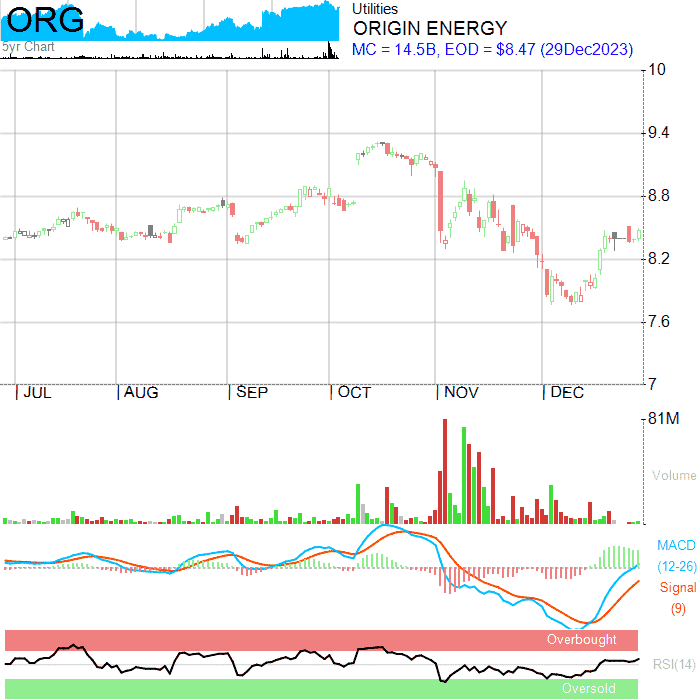 ORG
5yr Chart
Utilities
ORIGIN ENERGY
MC = 14.5B, EOD = $8.47 (29Dec2023)
10
9.4
8.8
8.2
7.6
7
JUL AUG SEP OCT NOV DEC
81M
Volume
MACD
(12-26)
Signal
(9)
Overbought
RSI(14)
Oversold